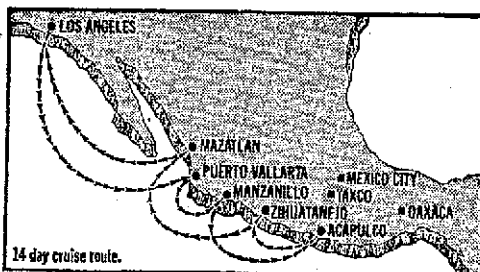 LOS ANGELES
MAZATLAN
PUERTO VALLARTA
MEXICO CITY
MANZANILLO
TAXCO
ZIHUATANEJO
OAXACA
ACAPULCO
14 day cruise route.